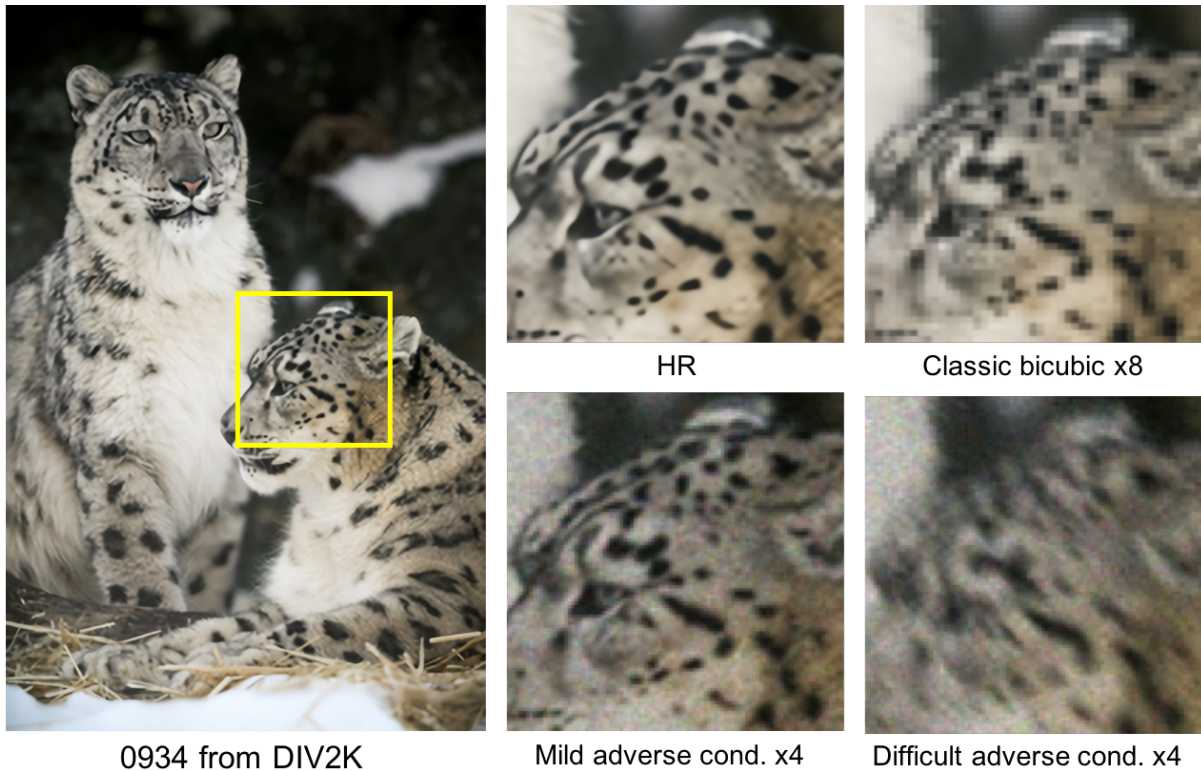 HR
Classic bicubic x8
0934 from DIV2K
Mild adverse cond. x4
Difficult adverse cond. x4